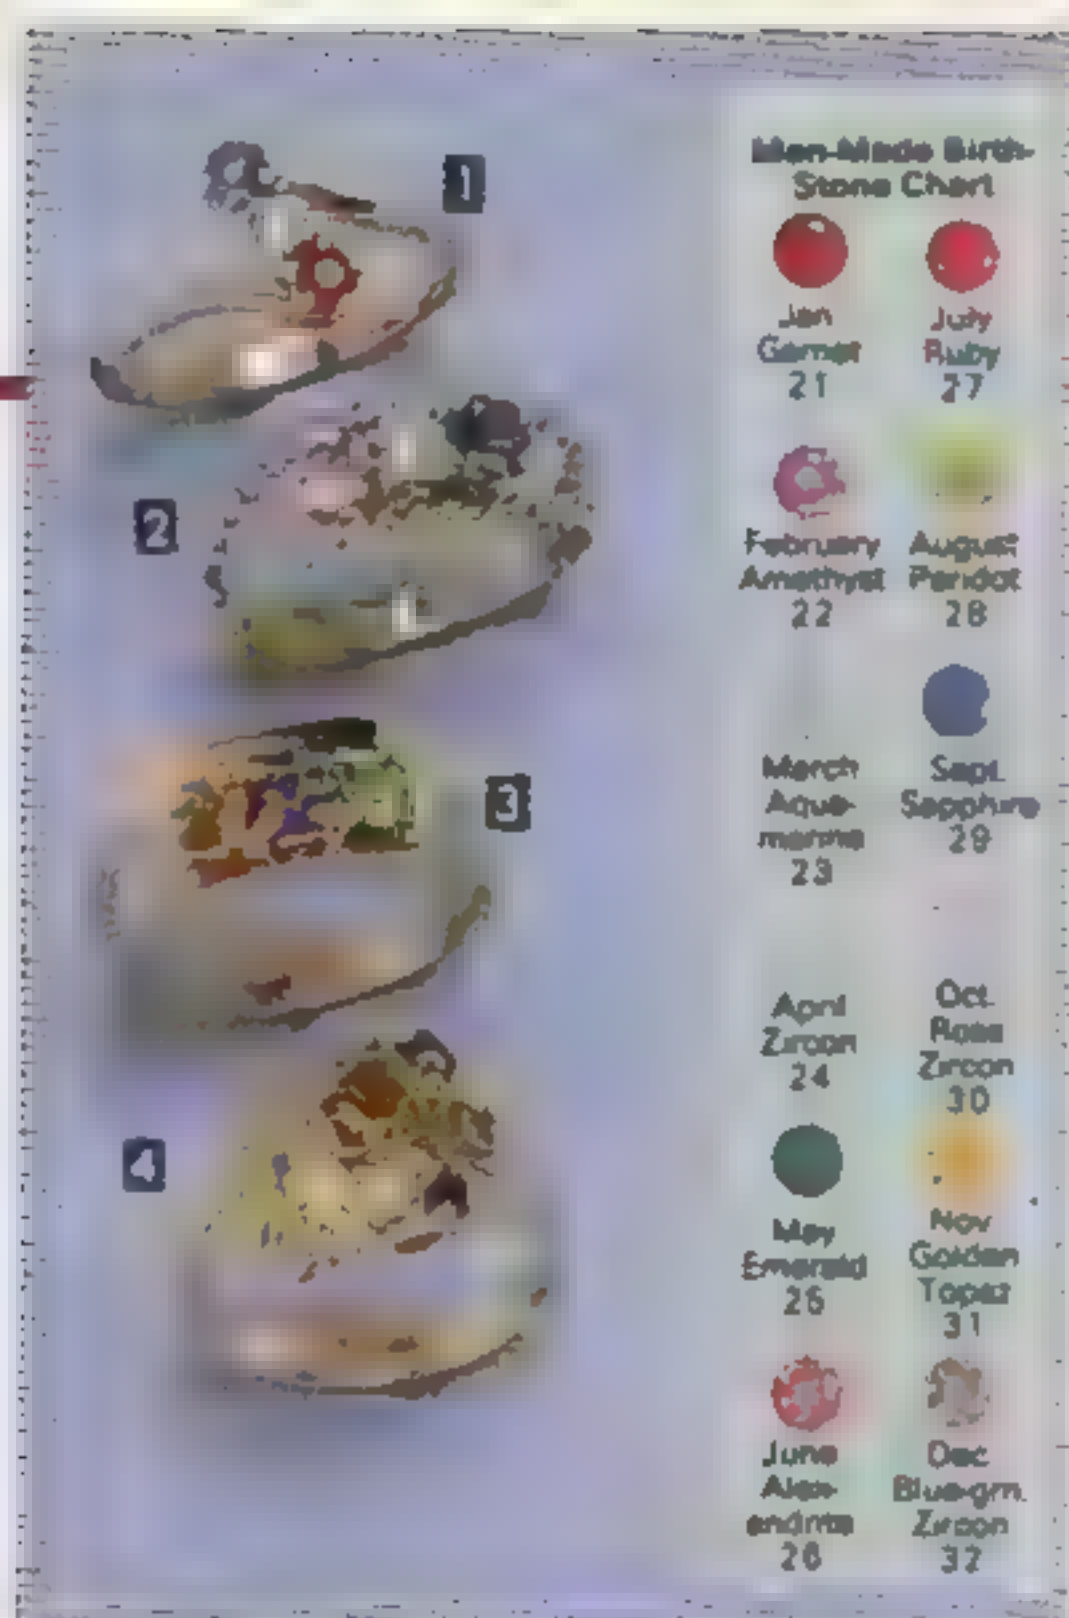 1
2
3
4
Man-Made Birth-
Stone Chart
Jan
Garnet
21
July
Ruby
27
February
Amethyst
22
August
Peridot
28
March
Aqua-
marine
23
Sept.
Sapphire
29
April
Zircon
24
Oct.
Rose
Zircon
30
May
Emerald
25
Nov
Golden
Topaz
31
June
Alex-
andrite
26
Dec
Blue-grn.
Zircon
32